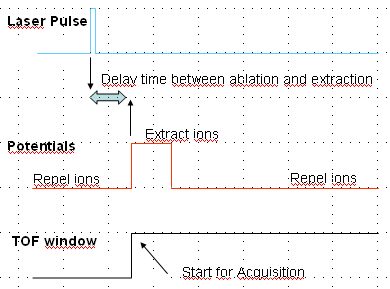 Laser Pulse
Delay time between ablation and extraction
Extract ions
Potentials
Repel ions
Repel ions
TOF window
Start for Acquisition